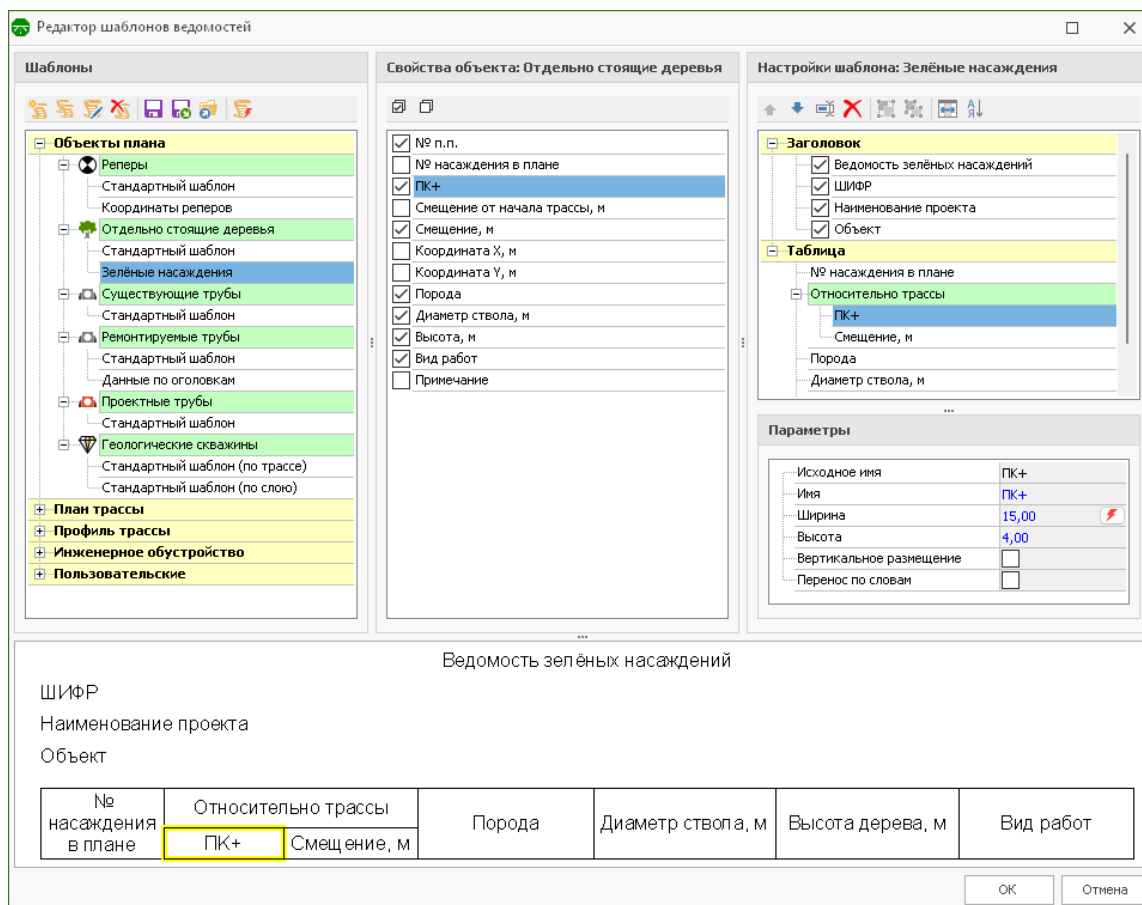 Редактор шаблонов ведомостей
Шаблоны
Объекты плана
Реперы
Стандартный шаблон
Координаты реперов
Отдельно стоящие деревья
Стандартный шаблон
Зелёные насаждения
Существующие трубы
Стандартный шаблон
Ремонтируемые трубы
Стандартный шаблон
Данные по оголовкам
Проектные трубы
Стандартный шаблон
Геологические скважины
Стандартный шаблон (по трассе)
Стандартный шаблон (по слою)
План трассы
Профиль трассы
Инженерное обустройство
Пользовательские
Свойства объекта: Отдельно стоящие деревья
№ п.п.
№ насаждения в плане
ПК+
Смещение от начала трассы, м
Смещение, м
Координата X, м
Координата Y, м
Порода
Диаметр ствола, м
Высота, м
Вид работ
Примечание
Настройки шаблона: Зелёные насаждения
А
Я
Заголовок
Ведомость зелёных насаждений
ШИФР
Наименование проекта
Объект
Таблица
№ насаждения в плане
Относительно трассы
ПК+
Смещение, м
Порода
Диаметр ствола, м
Параметры
Исходное имя ПК+
Имя ПК+
Ширина 15,00
Высота 4,00
Вертикальное размещение
Перенос по словам
Ведомость зелёных насаждений
ШИФР
Наименование проекта
Объект
№ насаждения в плане
Относительно трассы
ПК+
Смещение, м
Порода
Диаметр ствола, м
Высота дерева, м
Вид работ
ОК
Отмена